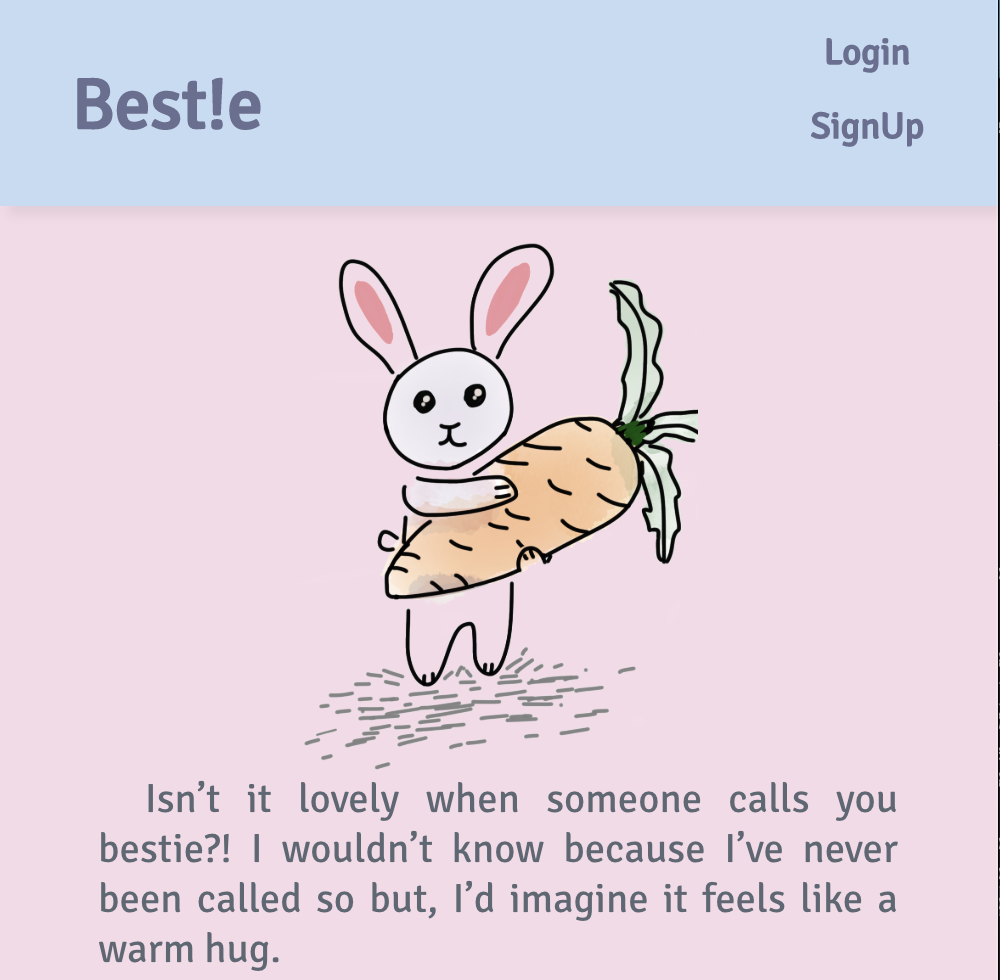 Best!e
Login
SignUp
Isn’t it lovely when someone calls you
bestie?! I wouldn’t know because I’ve never
been called so but, I’d imagine it feels like a
warm hug.